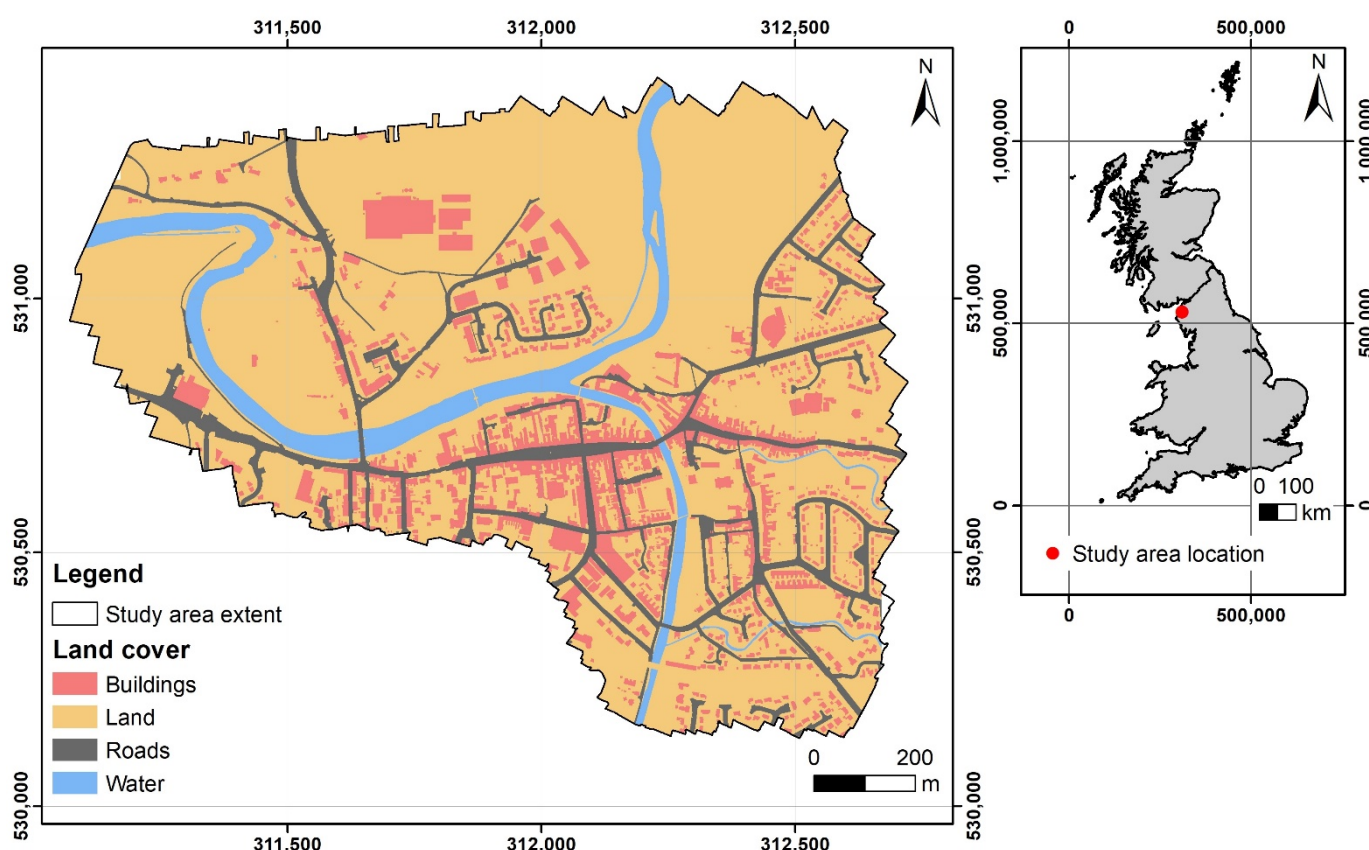 311,500 312,000 312,500
N
531,000 531,000
530,500 530,500
530,000 530,000
Legend
Study area extent
Land cover
Buildings
Land
Roads
Water
0 200
m
311,500 312,000 312,500
0 500,000
N
1,000,000 1,000,000
500,000 500,000
0 0
0 100
km
Study area location
0 500,000